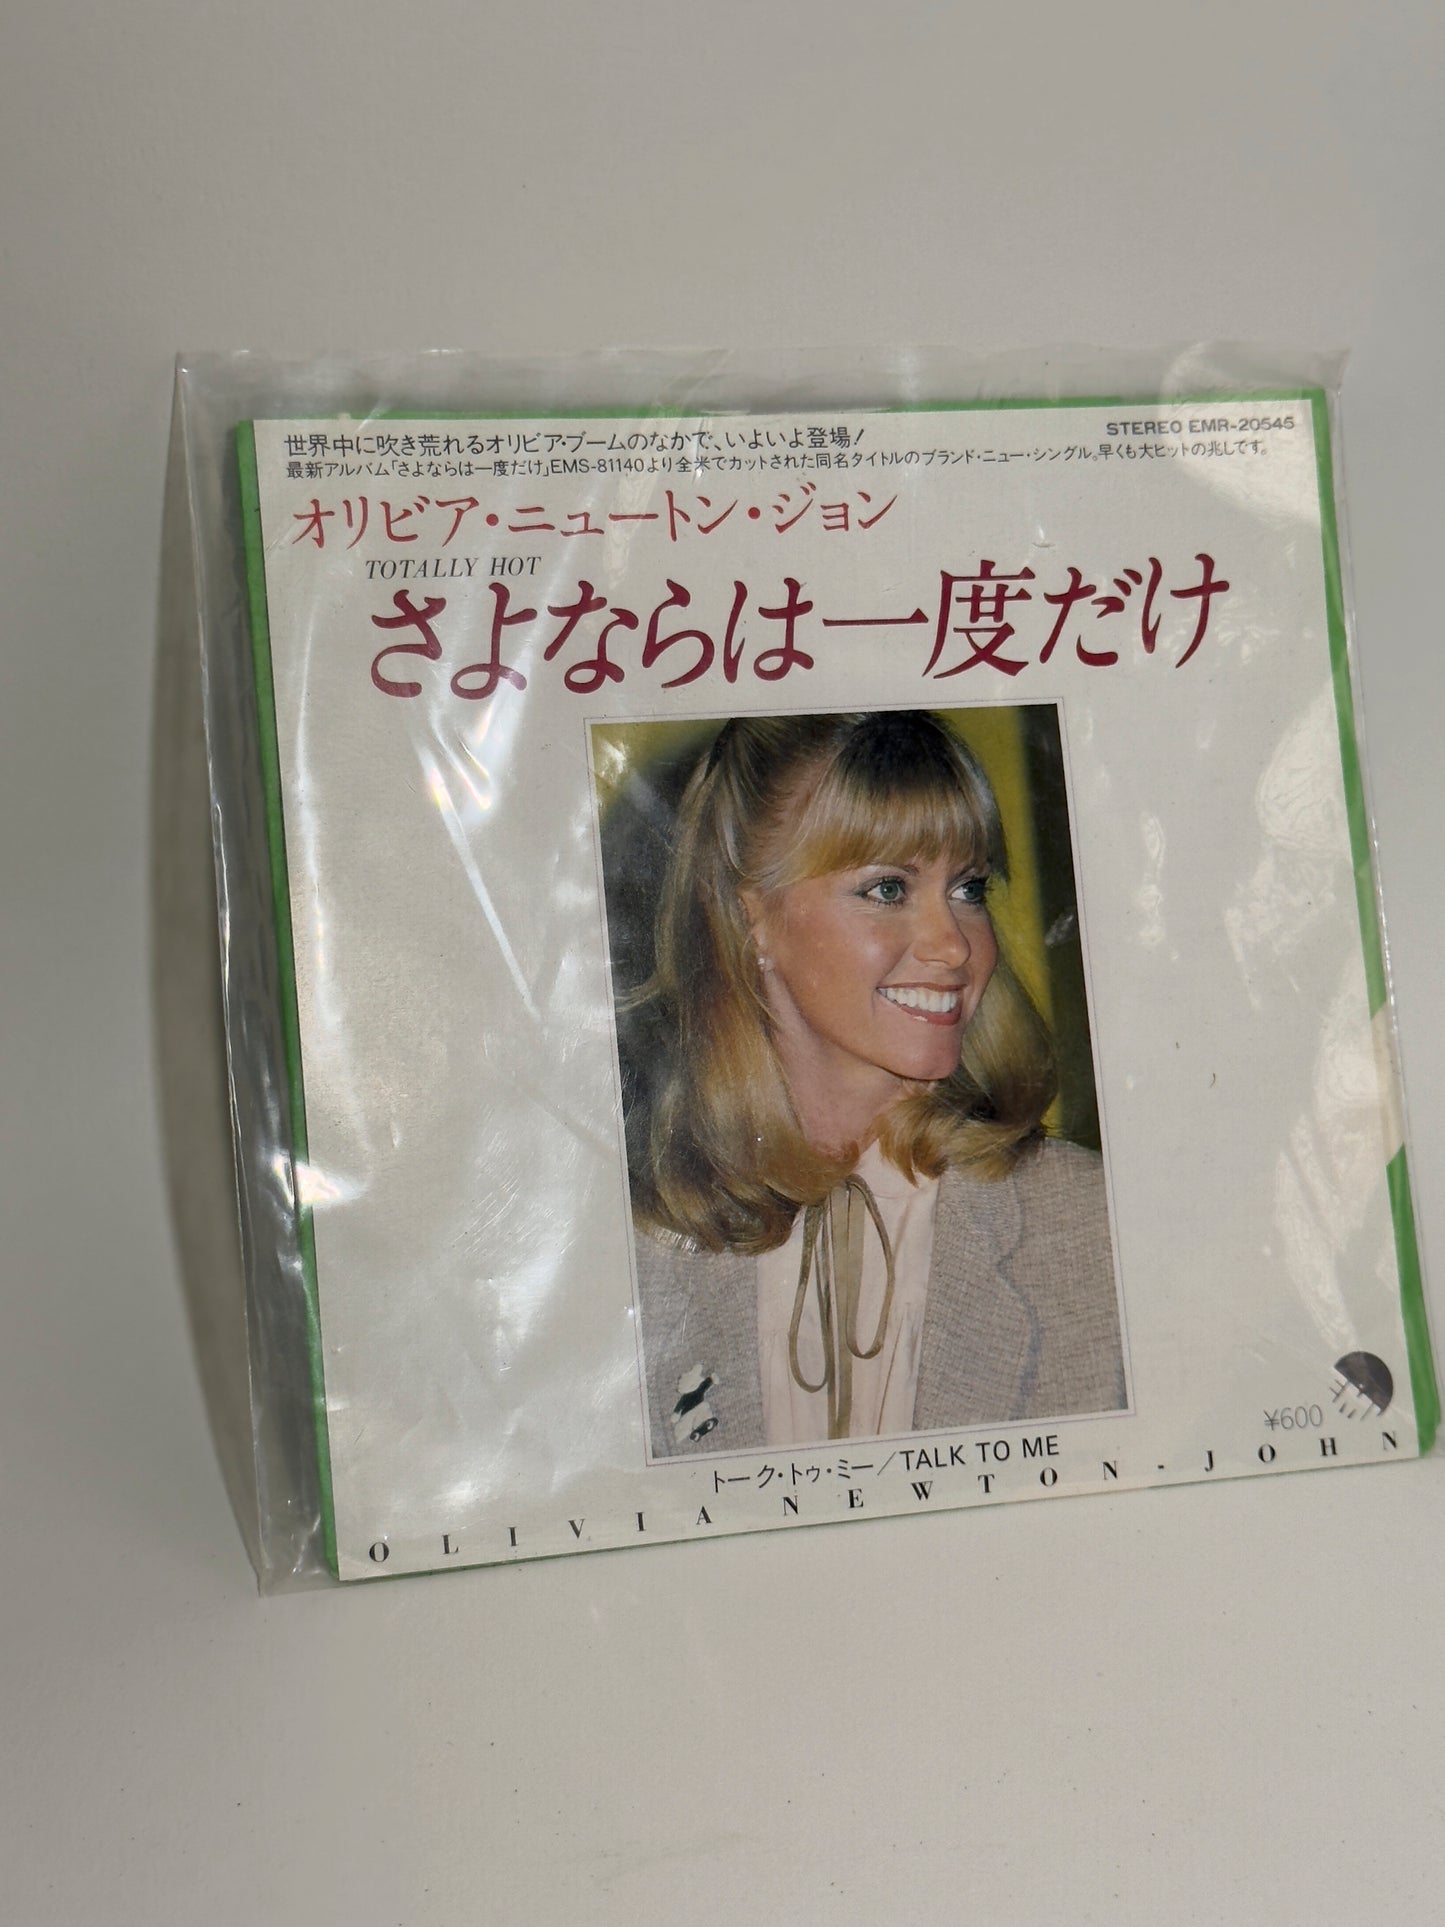 世界中に吹き荒れるオリビア・ブームのなかで、いよいよ登場!
STEREO EMR-20545
最新アルバム「さよならは一度だけ」EMS-81140より全米でカットされた同名タイトルのブランド・ニュー・シングル。早くも大ヒットの兆しです。
オリビア・ニュートン・ジョン
TOTALLY HOT
さよならは一度だけ
¥600
トーク・トゥ・ミー/TALK TO ME
OLIVIA NEWTON-JOHN